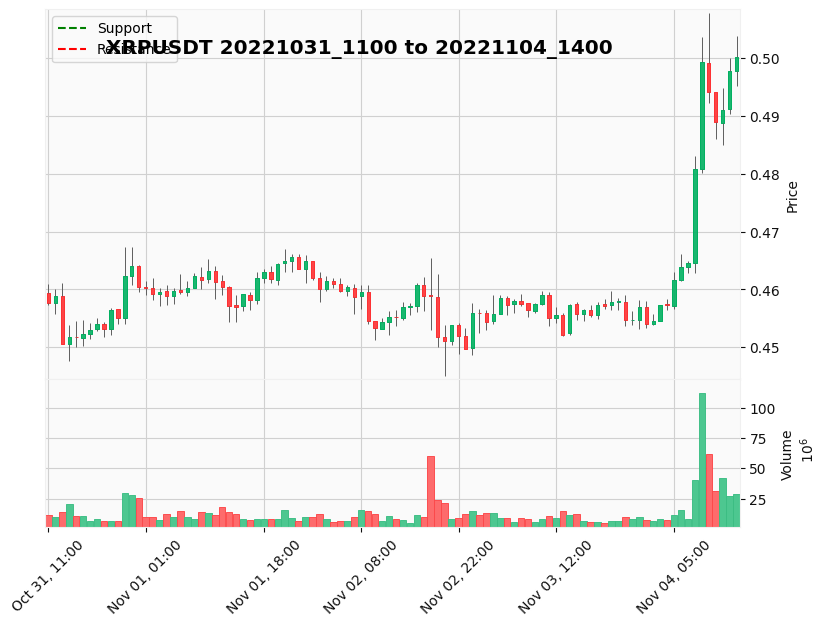 XRPUSDT 20221031_1100 to 20221104_1400
Support
Resistance
0.50
0.49
0.48
0.47
0.46
0.45
Price
100
75
50
25
Volume
10^6
Oct 31, 11:00
Nov 01, 01:00
Nov 01, 18:00
Nov 02, 08:00
Nov 02, 22:00
Nov 03, 12:00
Nov 04, 05:00